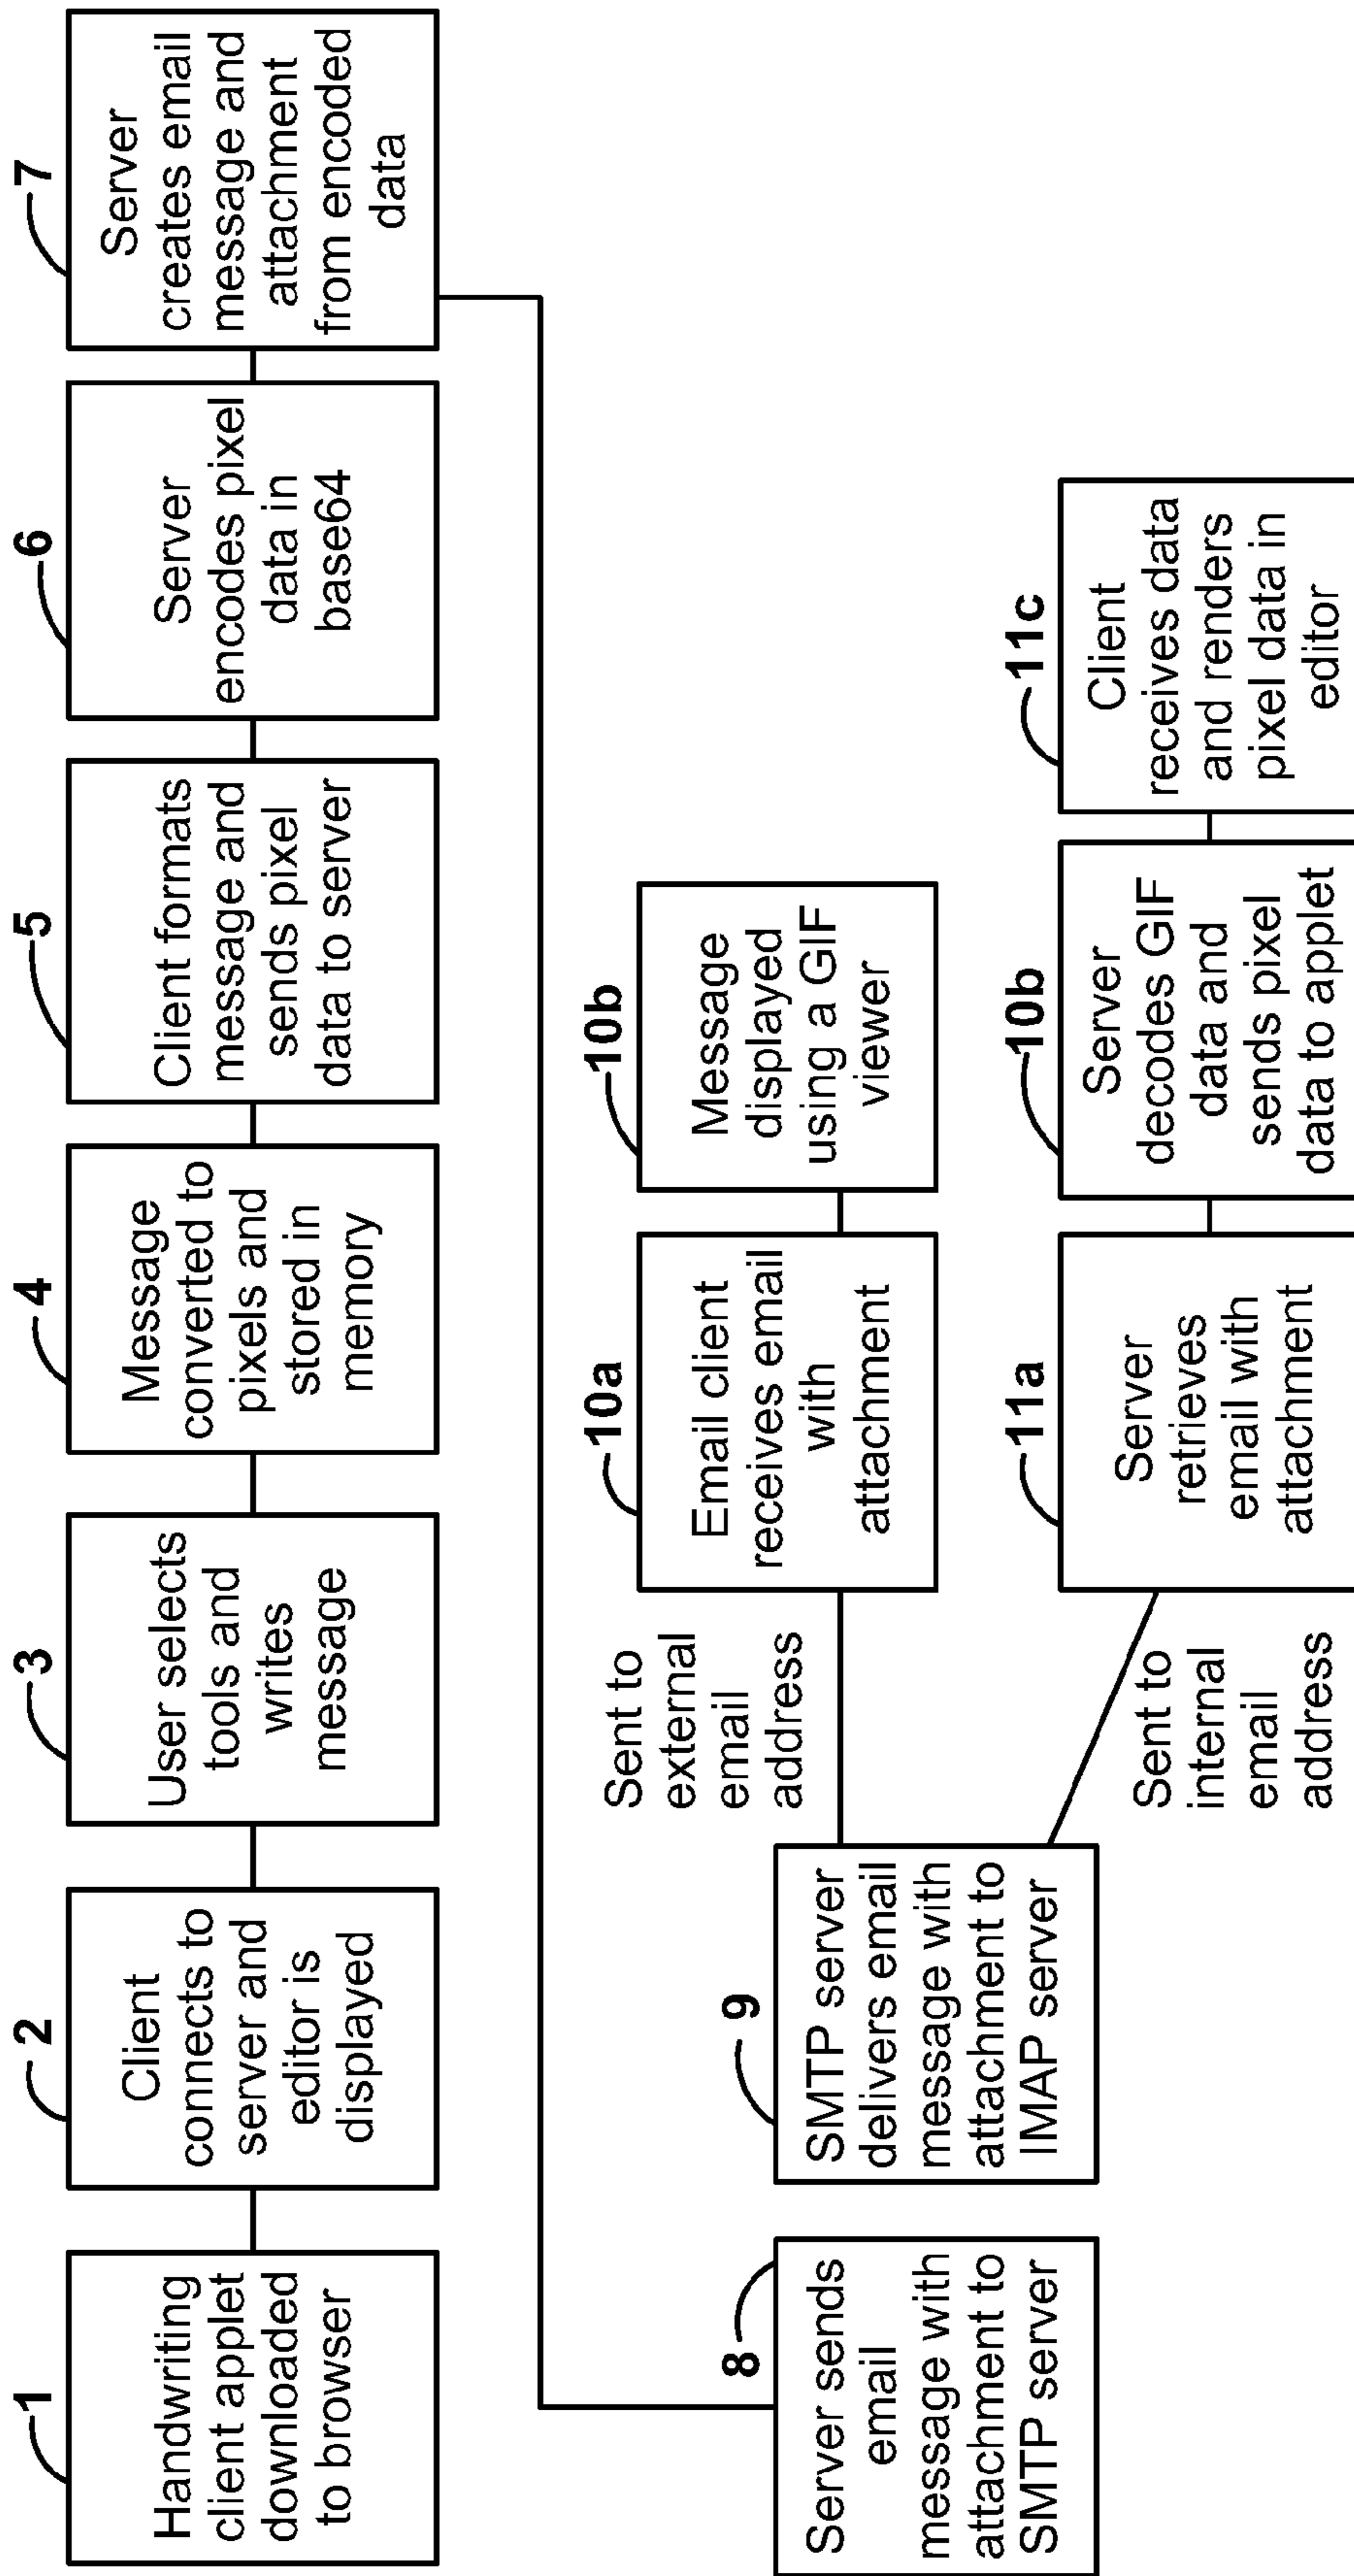 1
Handwriting
client applet
downloaded
to browser
2
Client
connects to
server and
editor is
displayed
3
User selects
tools and
writes
message
4
Message
converted to
pixels and
stored in
memory
5
Client formats
message and
sends pixel
data to server
6
Server
encodes pixel
data in
base64
7
Server
creates email
message and
attachment
from encoded
data
8
Server sends
email
message with
attachment to
SMTP server
9
SMTP server
delivers email
message with
attachment to
IMAP server
Sent to
external
email
address
10a
Email client
receives email
with
attachment
10b
Message
displayed
using a GIF
viewer
Sent to
internal
email
address
11a
Server
retrieves
email with
attachment
10b
Server
decodes GIF
data and
sends pixel
data to applet
11c
Client
receives data
and renders
pixel data in
editor